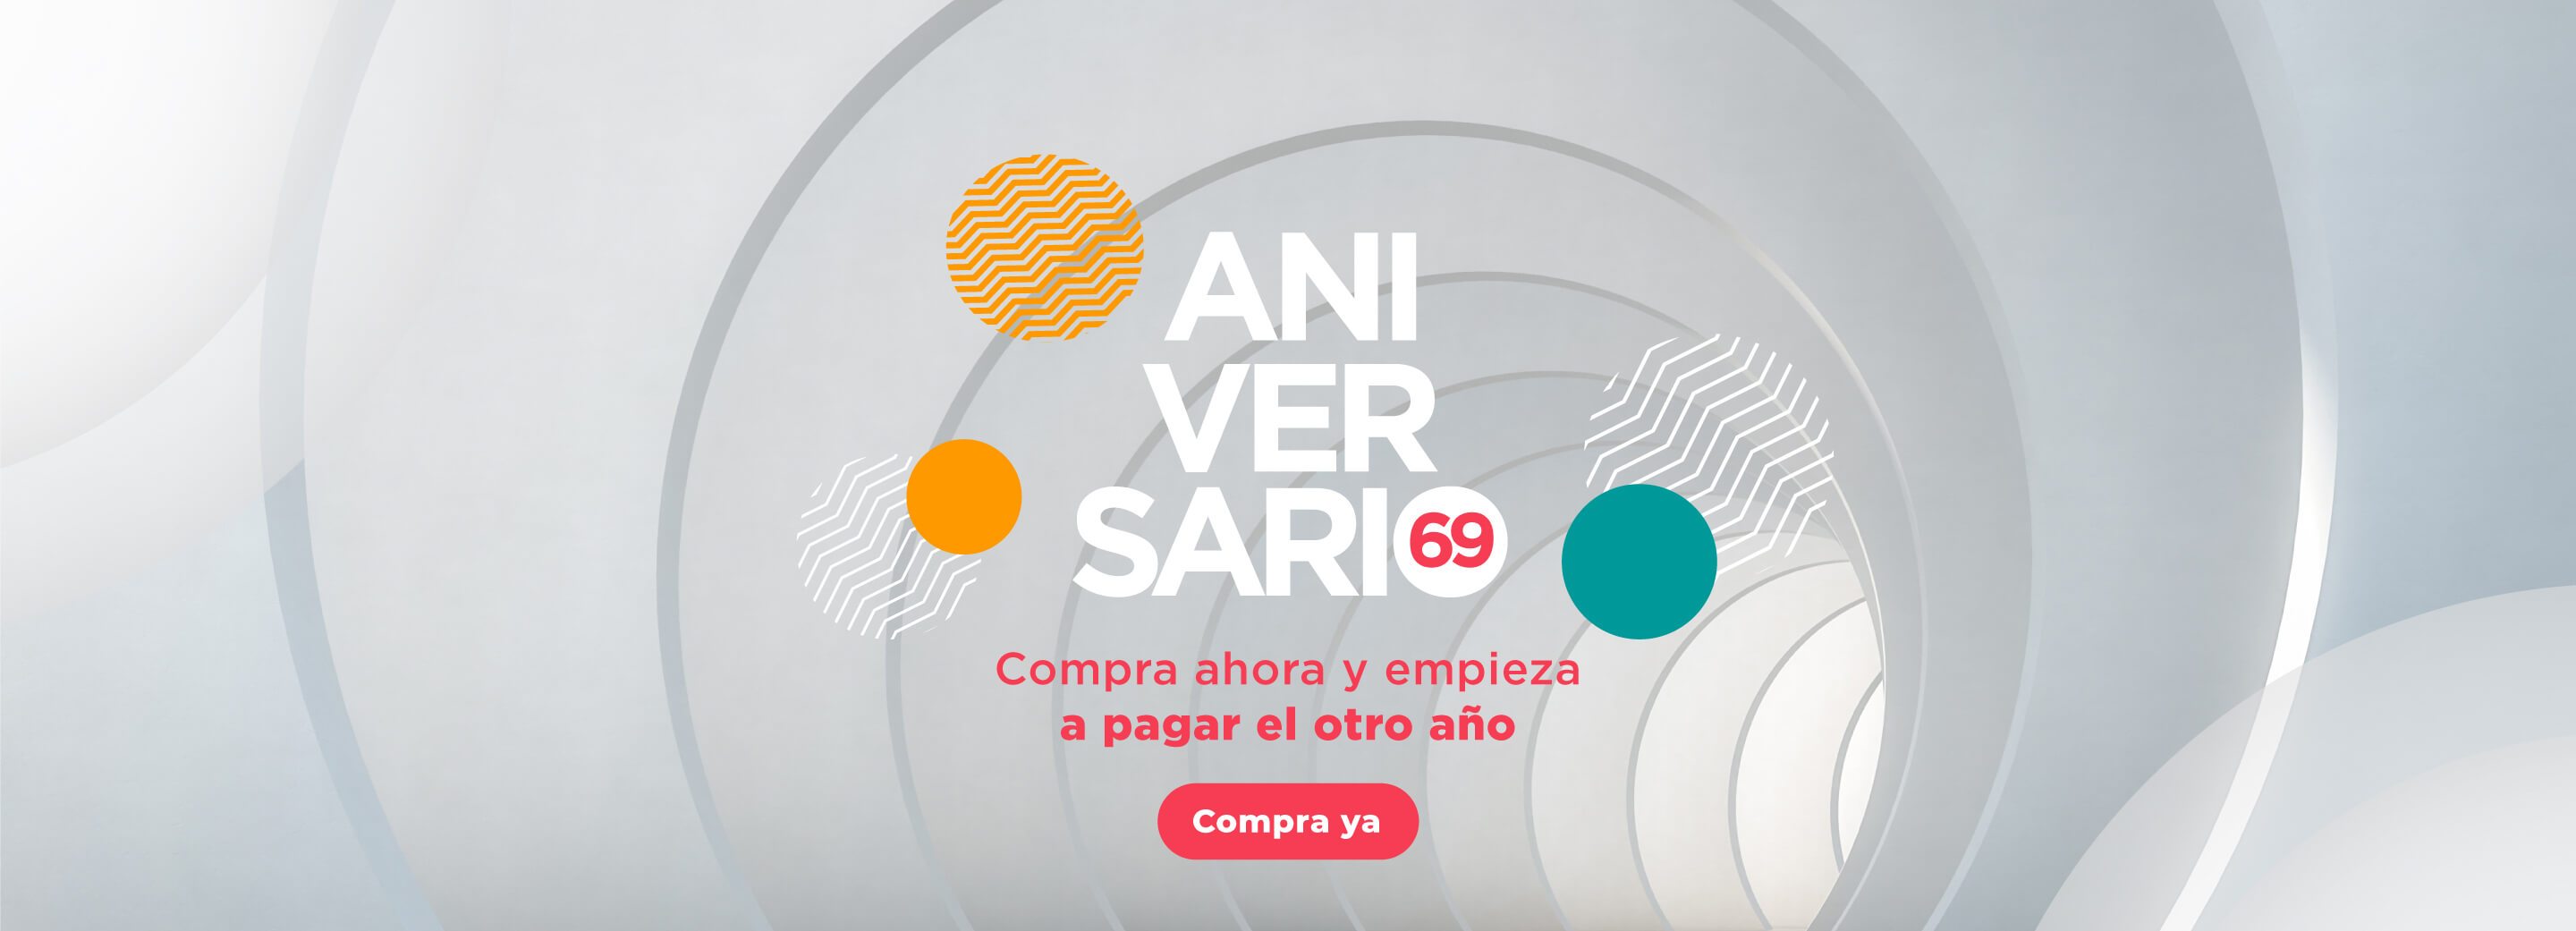 ANI
VER
SARIO 69
Compra ahora y empieza
a pagar el otro año
Compra ya